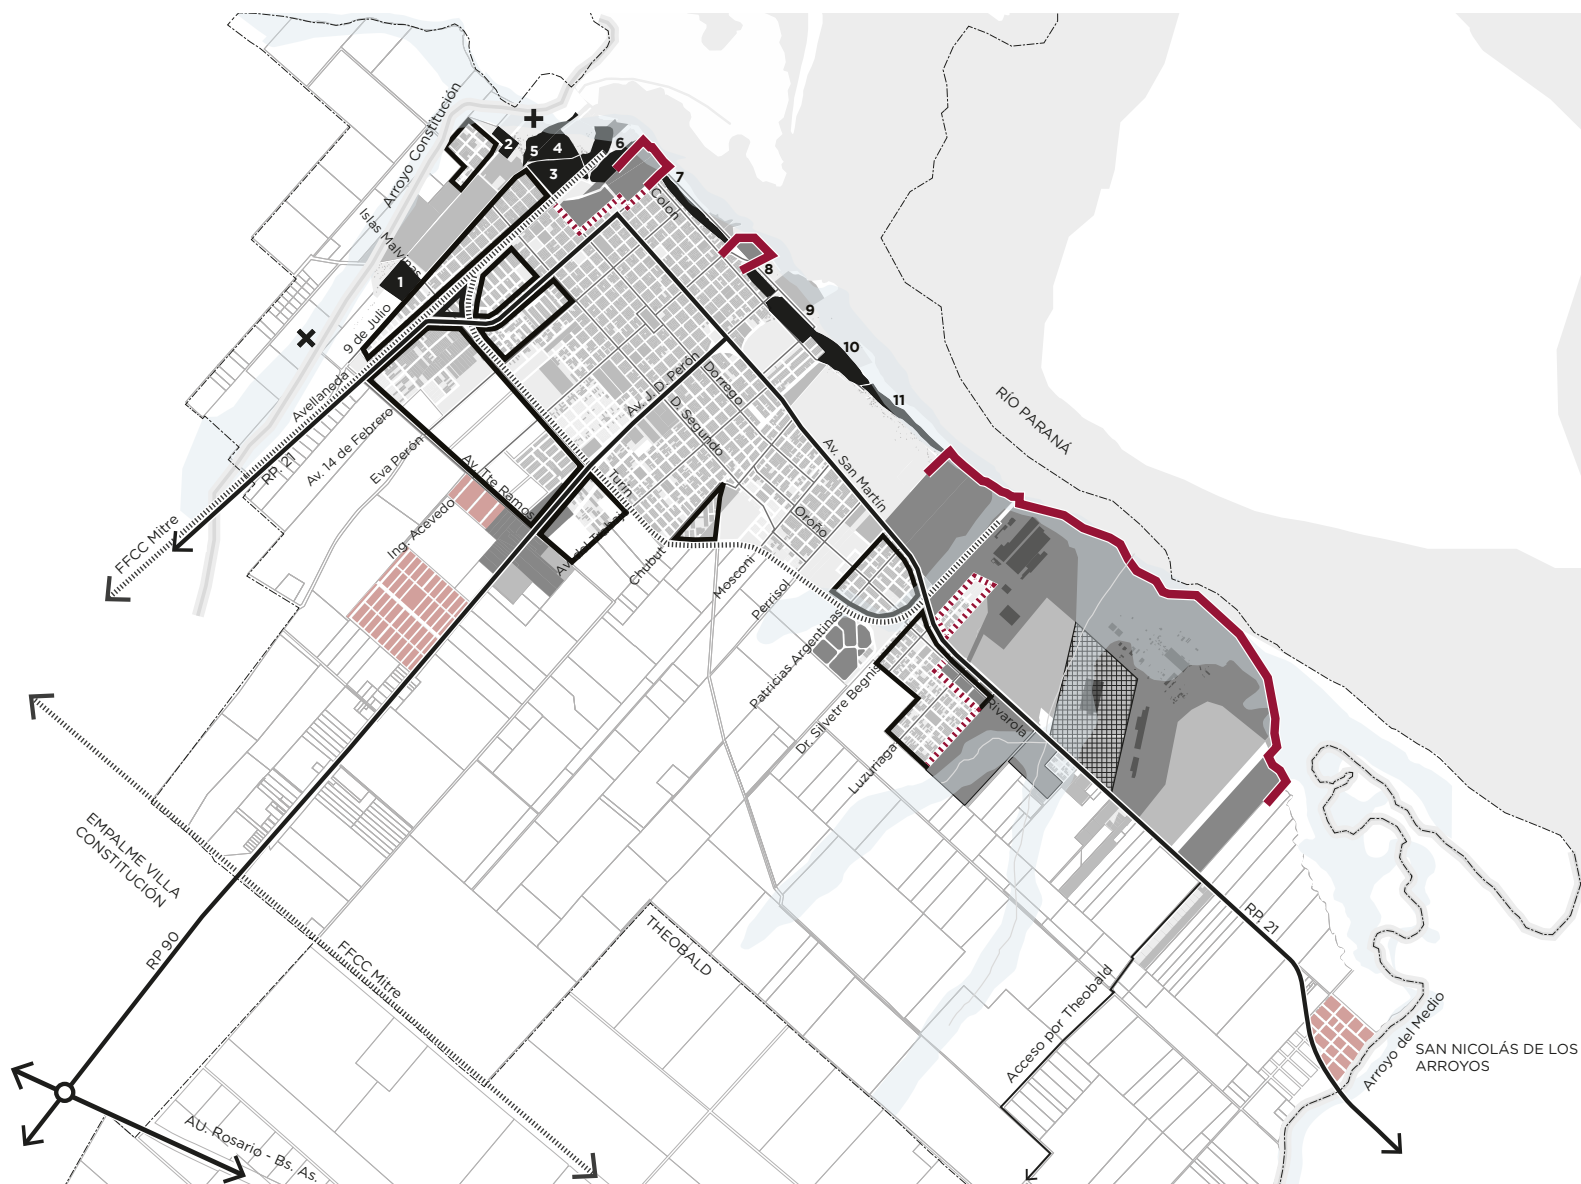 Arroyo Constitución
2
5
4
3
6
7
Colon
Islas Malvinas
1
8
9
10
11
9 de Julio
Avellaneda
RP. 21
FFCC Mitre
Av. 14 de Febrero
Eva Perón
Av. Tte Ramos
Ing. Acevedo
Av. J. D. Perón
Dorrego
D. Segundo
Av. San Martín
Turin
Oroño
Chubut
Mosconi
Perrisol
Patricias Argentinas
Dr. Silvetre Begnis
Luzuriaga
Rivarola
RÍO PARANÁ
EMPALME VILLA
CONSTITUCIÓN
RP 90
FFCC Mitre
THEOBALD
Acceso por Theobald
RP. 21
Arroyo del Medio
SAN NICOLÁS DE LOS
ARROYOS
AU. Rosario - Bs. As.